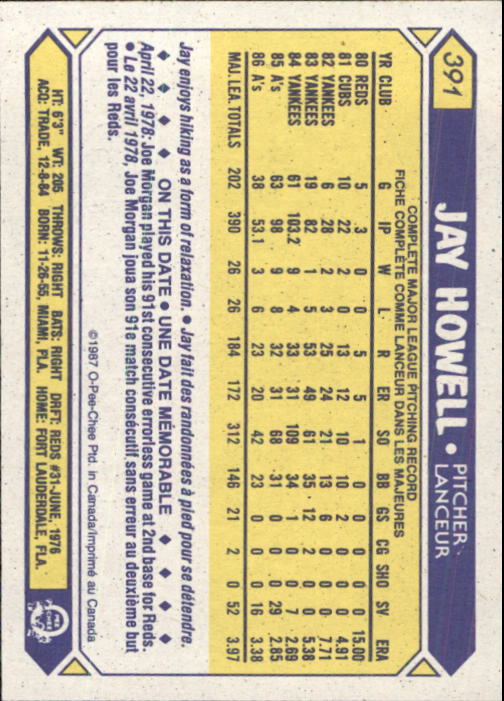 391
JAY HOWELL • PITCHER
LANCEUR
COMPLETE MAJOR LEAGUE PITCHING RECORD
FICHE COMPLÈTE COMME LANCEUR DANS LES MAJEURES
YR CLUB G IP W L R ER SO BB GS CG SHO SV ERA
80 REDS 5 3 0 0 5 5 1 0 0 0 0 0 15.00
81 CUBS 10 22 2 0 13 12 10 10 2 0 0 0 4.91
82 YANKEES 6 28 2 3 25 24 21 13 6 0 0 0 7.71
83 YANKEES 19 82 1 5 53 49 61 35 12 2 0 0 5.38
84 YANKEES 61 103.2 9 4 33 31 109 34 1 0 0 7 2.69
85 A's 63 98 9 8 32 31 68 31 0 0 0 29 2.85
86 A's 38 53.1 3 6 23 20 42 23 0 0 0 16 3.38
MAJ. LEA. TOTALS 202 390 26 26 184 172 312 146 21 2 0 52 3.97
Jay enjoys hiking as a form of relaxation • Jay fait des randonnées à pied pour se détendre.
ON THIS DATE • UNE DATE MÉMORABLE
April 22, 1978: Joe Morgan played his 91st consecutive errorless game at 2nd base for Reds.
• Le 22 avril 1978, Joe Morgan joua son 91e match consécutif sans erreur au deuxième but
pour les Reds.
©1987 O-Pee-Chee Ptd. in Canada/Imprimé au Canada
HT: 6'3" WT: 205 THROWS: RIGHT BATS: RIGHT DRFT: REDS #31-JUNE, 1976
ACQ: TRADE, 12-8-84 BORN: 11-26-55, MIAMI, FLA. HOME: FORT LAUDERDALE, FLA.
O
PEE
CHEE